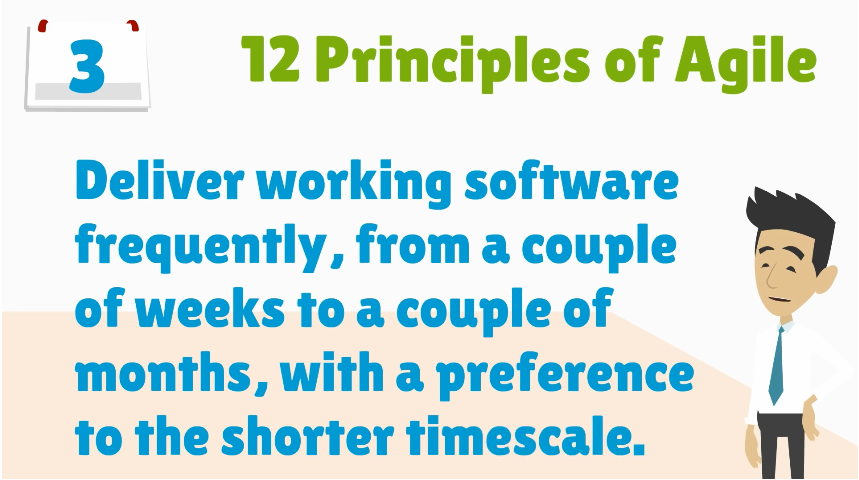 3
12 Principles of Agile
Deliver working software
frequently, from a couple
of weeks to a couple of
months, with a preference
to the shorter timescale.